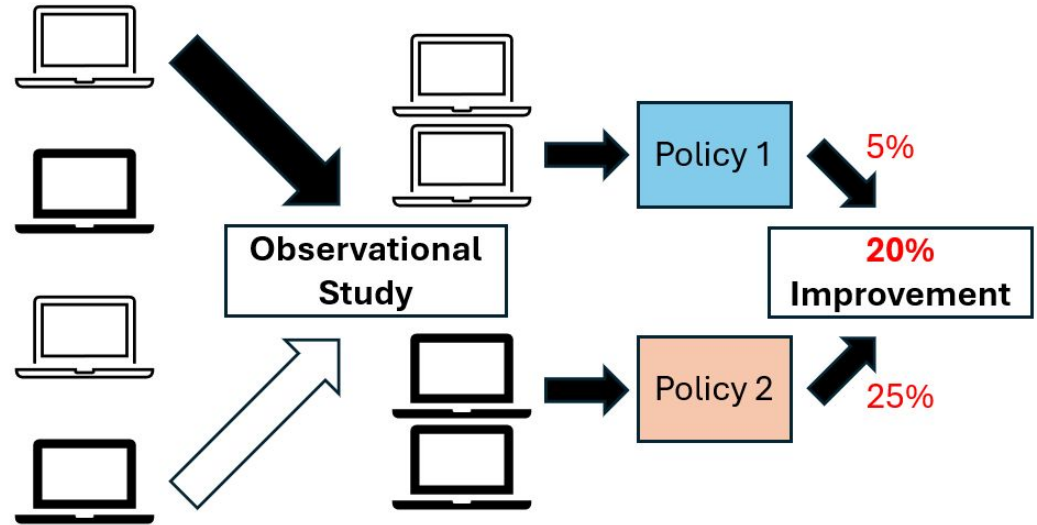 Observational
Study
Policy 1
5%
20%
Improvement
Policy 2
25%